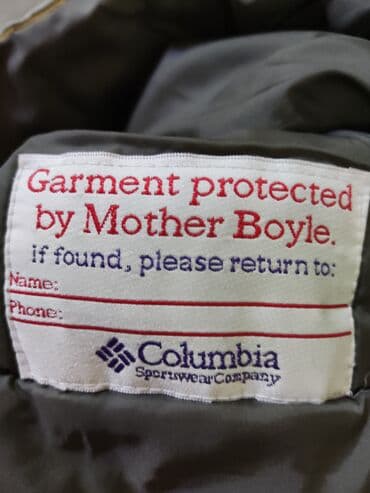 Garment protected
by Mother Boyle.
if found, please return to:
Name:
Phone:
Columbia
Sportswear Company